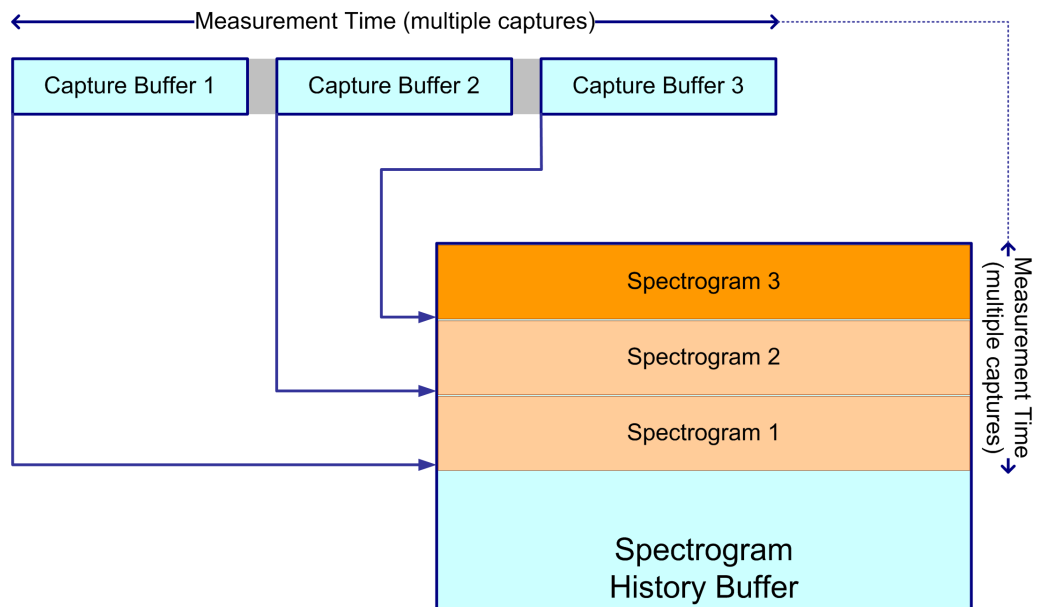 Measurement Time (multiple captures)
Capture Buffer 1
Capture Buffer 2
Capture Buffer 3
Spectrogram 3
Spectrogram 2
Spectrogram 1
Measurement Time
(multiple captures)
Spectrogram
History Buffer